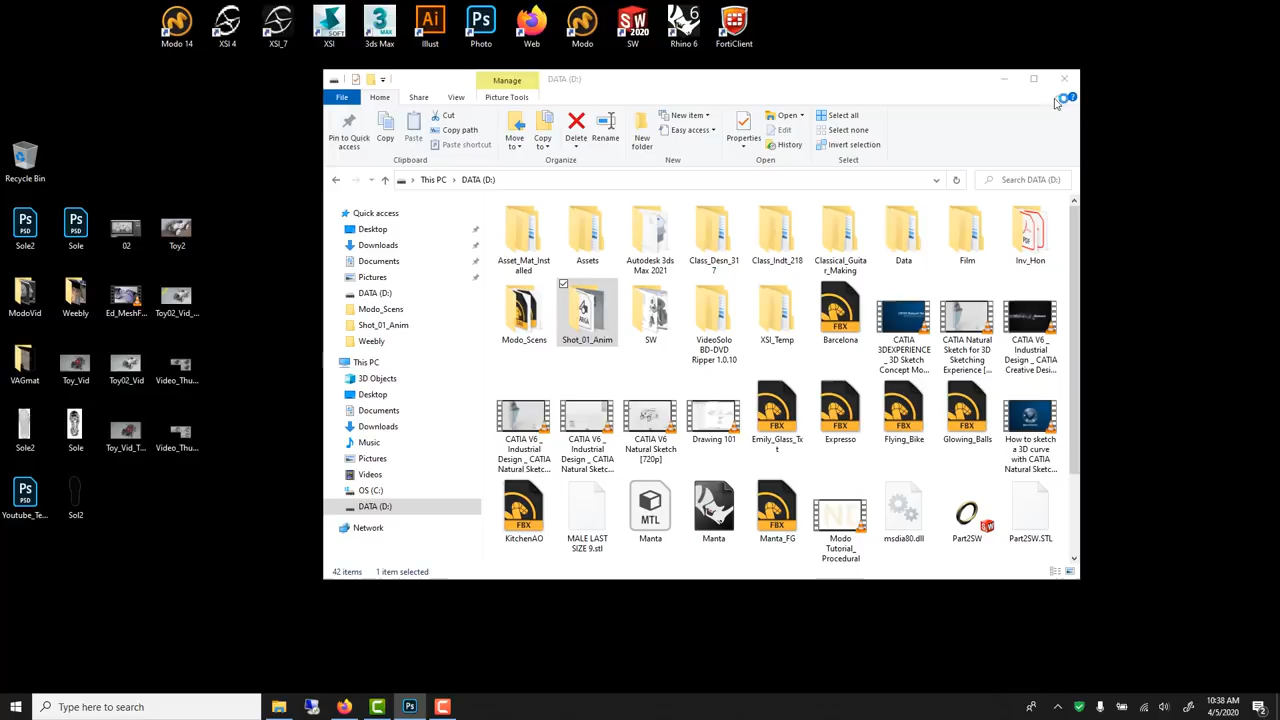 Modo 14
XSI 4
XSI_7
XSI
3ds Max
Illust
Photo
Web
Modo
SW
Rhino 6
FortiClient
Recycle Bin
Sole2
Sole
02
Toy2
ModoVid
Weebly
Ed_MeshF...
Toy02_Vid_...
VAGmat
Toy_Vid
Toy02_Vid
Video_Thu...
Sole2
Sole
Toy_Vid_T...
Video_Thu...
Youtube_Te...
Sol2
Manage
DATA (D:)
File
Home
Share
View
Picture Tools
Pin to Quick
access
Copy
Paste
Cut
Copy path
Paste shortcut
Clipboard
Move
to
Copy
to
Delete
Rename
Organize
New
folder
New item
Easy access
New
Properties
Open
Edit
History
Open
Select all
Select none
Invert selection
Select
This PC
DATA (D:)
Search DATA (D:)
Quick access
Desktop
Downloads
Documents
Pictures
DATA (D:)
Modo_Scens
Shot_01_Anim
Weebly
This PC
3D Objects
Desktop
Documents
Downloads
Music
Pictures
Videos
OS (C:)
DATA (D:)
Network
Asset_Mat_Inst
alled
Assets
Autodesk 3ds
Max 2021
Class_Desn_31
7
Class_Indt_218
Classical_Guita
r_Making
Data
Film
Inv_Hon
Modo_Scens
Shot_01_Anim
SW
VideoSolo
BD-DVD
Ripper 1.0.10
XSI_Temp
Barcelona
CATIA
3DEXPERIENCE
_ 3D Sketch
Concept Mo...
CATIA Natural
Sketch for 3D
Sketching
Experience [...
CATIA V6 _
Industrial
Design _ CATIA
Creative Desi...
CATIA V6 _
Industrial
Design _ CATIA
Natural Sketc...
CATIA V6 _
Industrial
Design _ CATIA
Natural Sketc...
CATIA V6
Natural Sketch
[720p]
Drawing 101
Emily_Glass_Tx
t
Expresso
Flying_Bike
Glowing_Balls
How to sketch
a 3D curve
with CATIA
Natural Sketc...
KitchenAO
MALE LAST
SIZE 9.stl
Manta
Manta
Manta_FG
Modo
Tutorial_
Procedural
msdia80.dll
Part2SW
Part2SW.STL
42 items
1 item selected
Type here to search
10:38 AM
4/5/2020